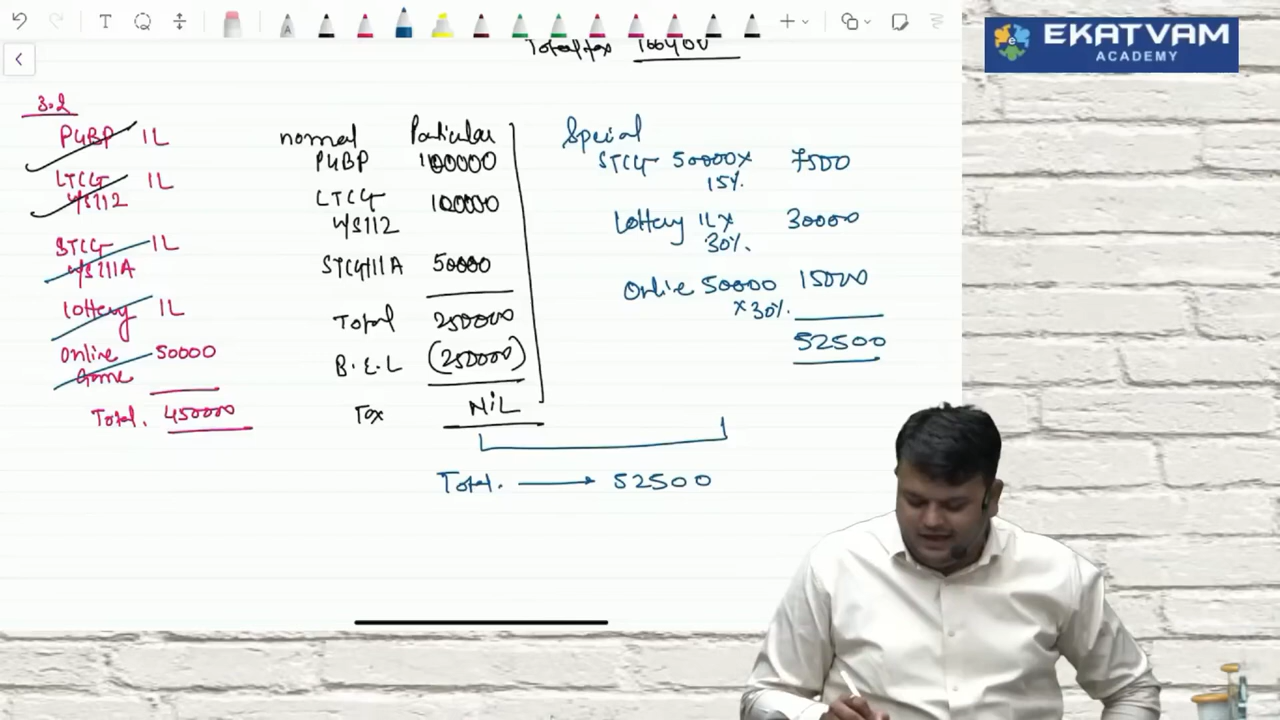 Total tax 166400
EKATVAM
ACADEMY
3.2
PGBP 1L
LTCG 1L
u/s 112
STCG 1L
u/s 111A
lottery 1L
Online 50000
Game
Total. 450000
normal Particular
PGBP 100000
LTCG 100000
u/s 112
STCG 111A 50000
Total 250000
B.E.L (250000)
Tax NiL
Special
STCG 50000x 7500
15%.
lottery 1L x 30000
30%.
Online 50000 15000
x 30%.
52500
Total. → 52500